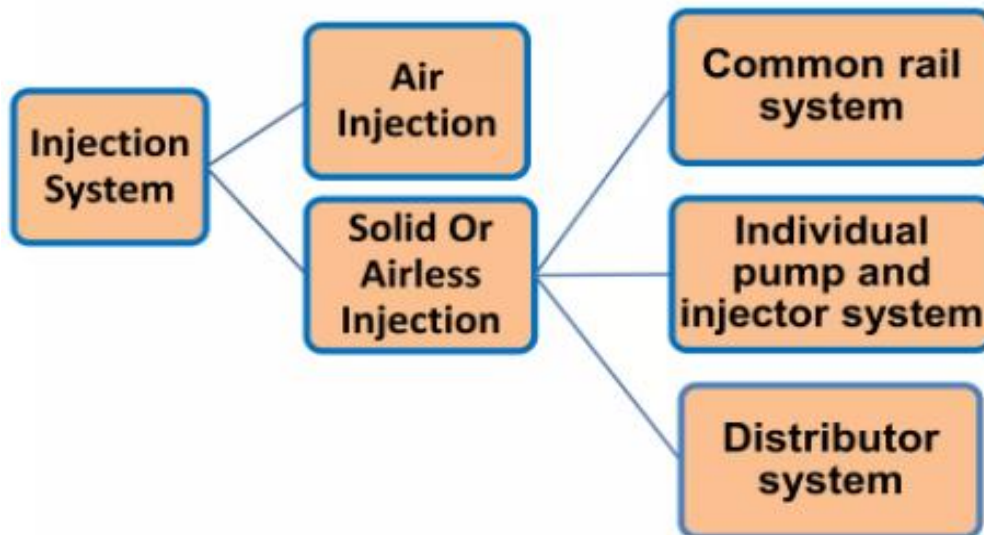 Injection
System
Air
Injection
Solid Or
Airless
Injection
Common rail
system
Individual
pump and
injector system
Distributor
system